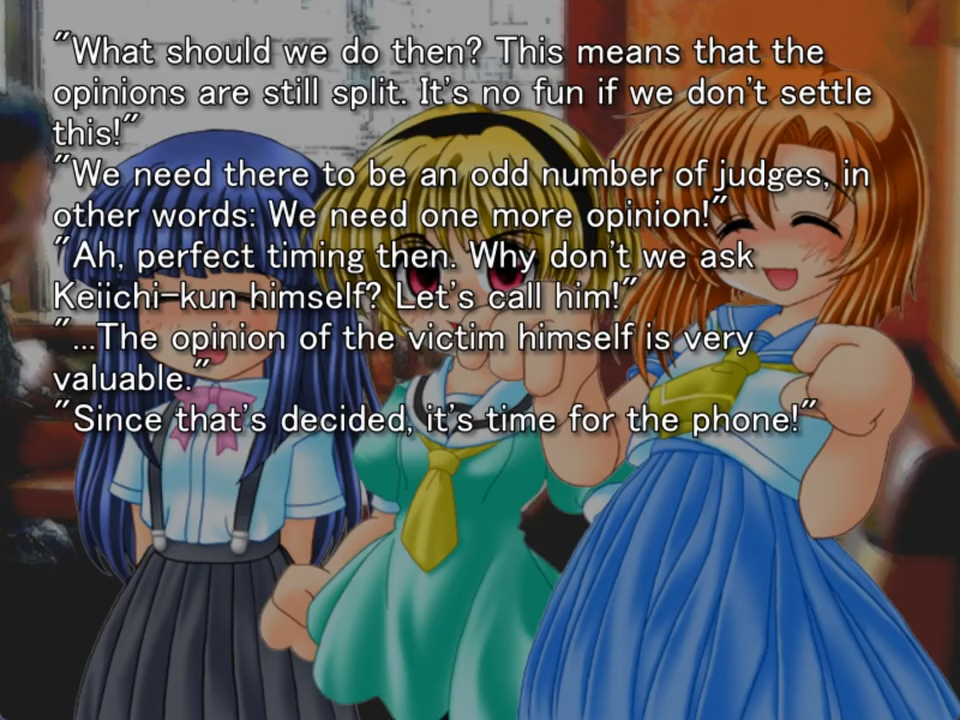 "What should we do then? This means that the
opinions are still split. It's no fun if we don't settle
this!"
"We need there to be an odd number of judges, in
other words: We need one more opinion!"
"Ah, perfect timing then. Why don't we ask
Keiichi-kun himself? Let's call him!"
"...The opinion of the victim himself is very
valuable."
"Since that's decided, it's time for the phone!"